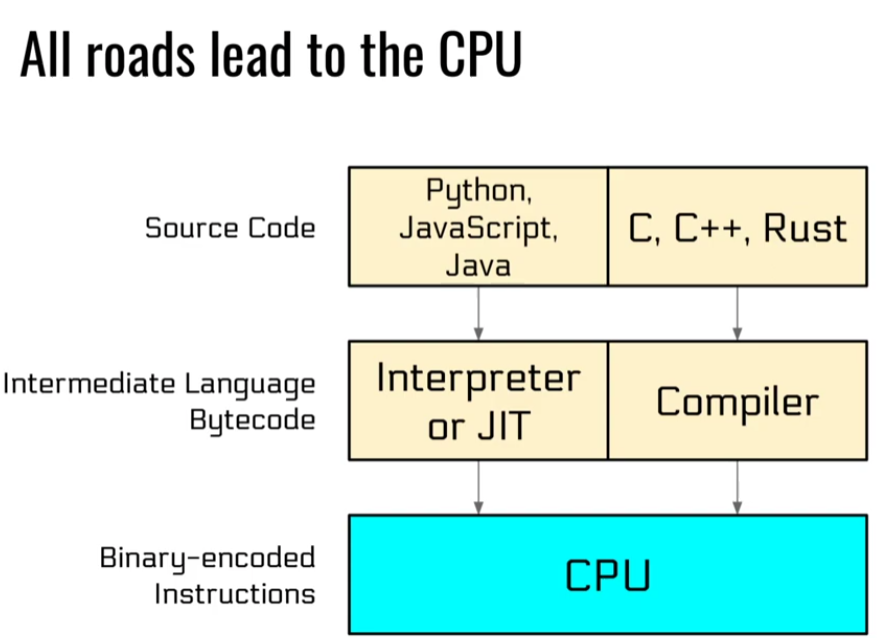 All roads lead to the CPU
Source Code
Python,
JavaScript,
Java
C, C++, Rust
Intermediate Language
Bytecode
Interpreter
or JIT
Compiler
Binary-encoded
Instructions
CPU